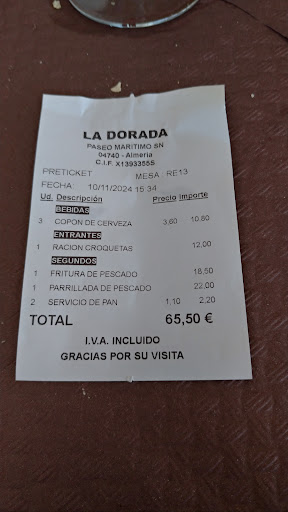 LA DORADA
PASEO MARITIMO SN
04740 - Almeria
C.I.F. X1393355S
PRETICKET MESA: RE13
FECHA: 10/11/2024 15:34
Ud. Descripción Precio Importe
BEBIDAS
3 COPON DE CERVEZA 3,60 10,80
ENTRANTES
1 RACION CROQUETAS 12,00
SEGUNDOS
1 FRITURA DE PESCADO 18,50
1 PARRILLADA DE PESCADO 22,00
2 SERVICIO DE PAN 1,10 2,20
TOTAL 65,50 €
I.V.A. INCLUIDO
GRACIAS POR SU VISITA